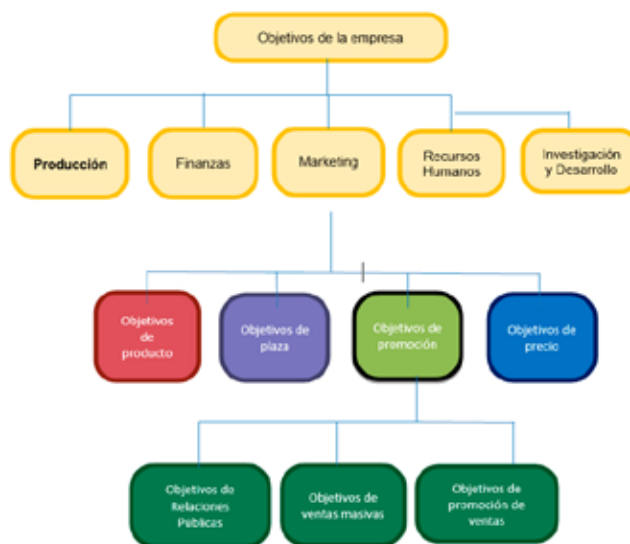 Objetivos de la empresa
Producción
Finanzas
Marketing
Recursos
Humanos
Investigación
y Desarrollo
Objetivos
de
producto
Objetivos de
plaza
Objetivos de
promoción
Objetivos de
precio
Objetivos de
Relaciones
Públicas
Objetivos de
ventas masivas
Objetivos de
promoción de
ventas